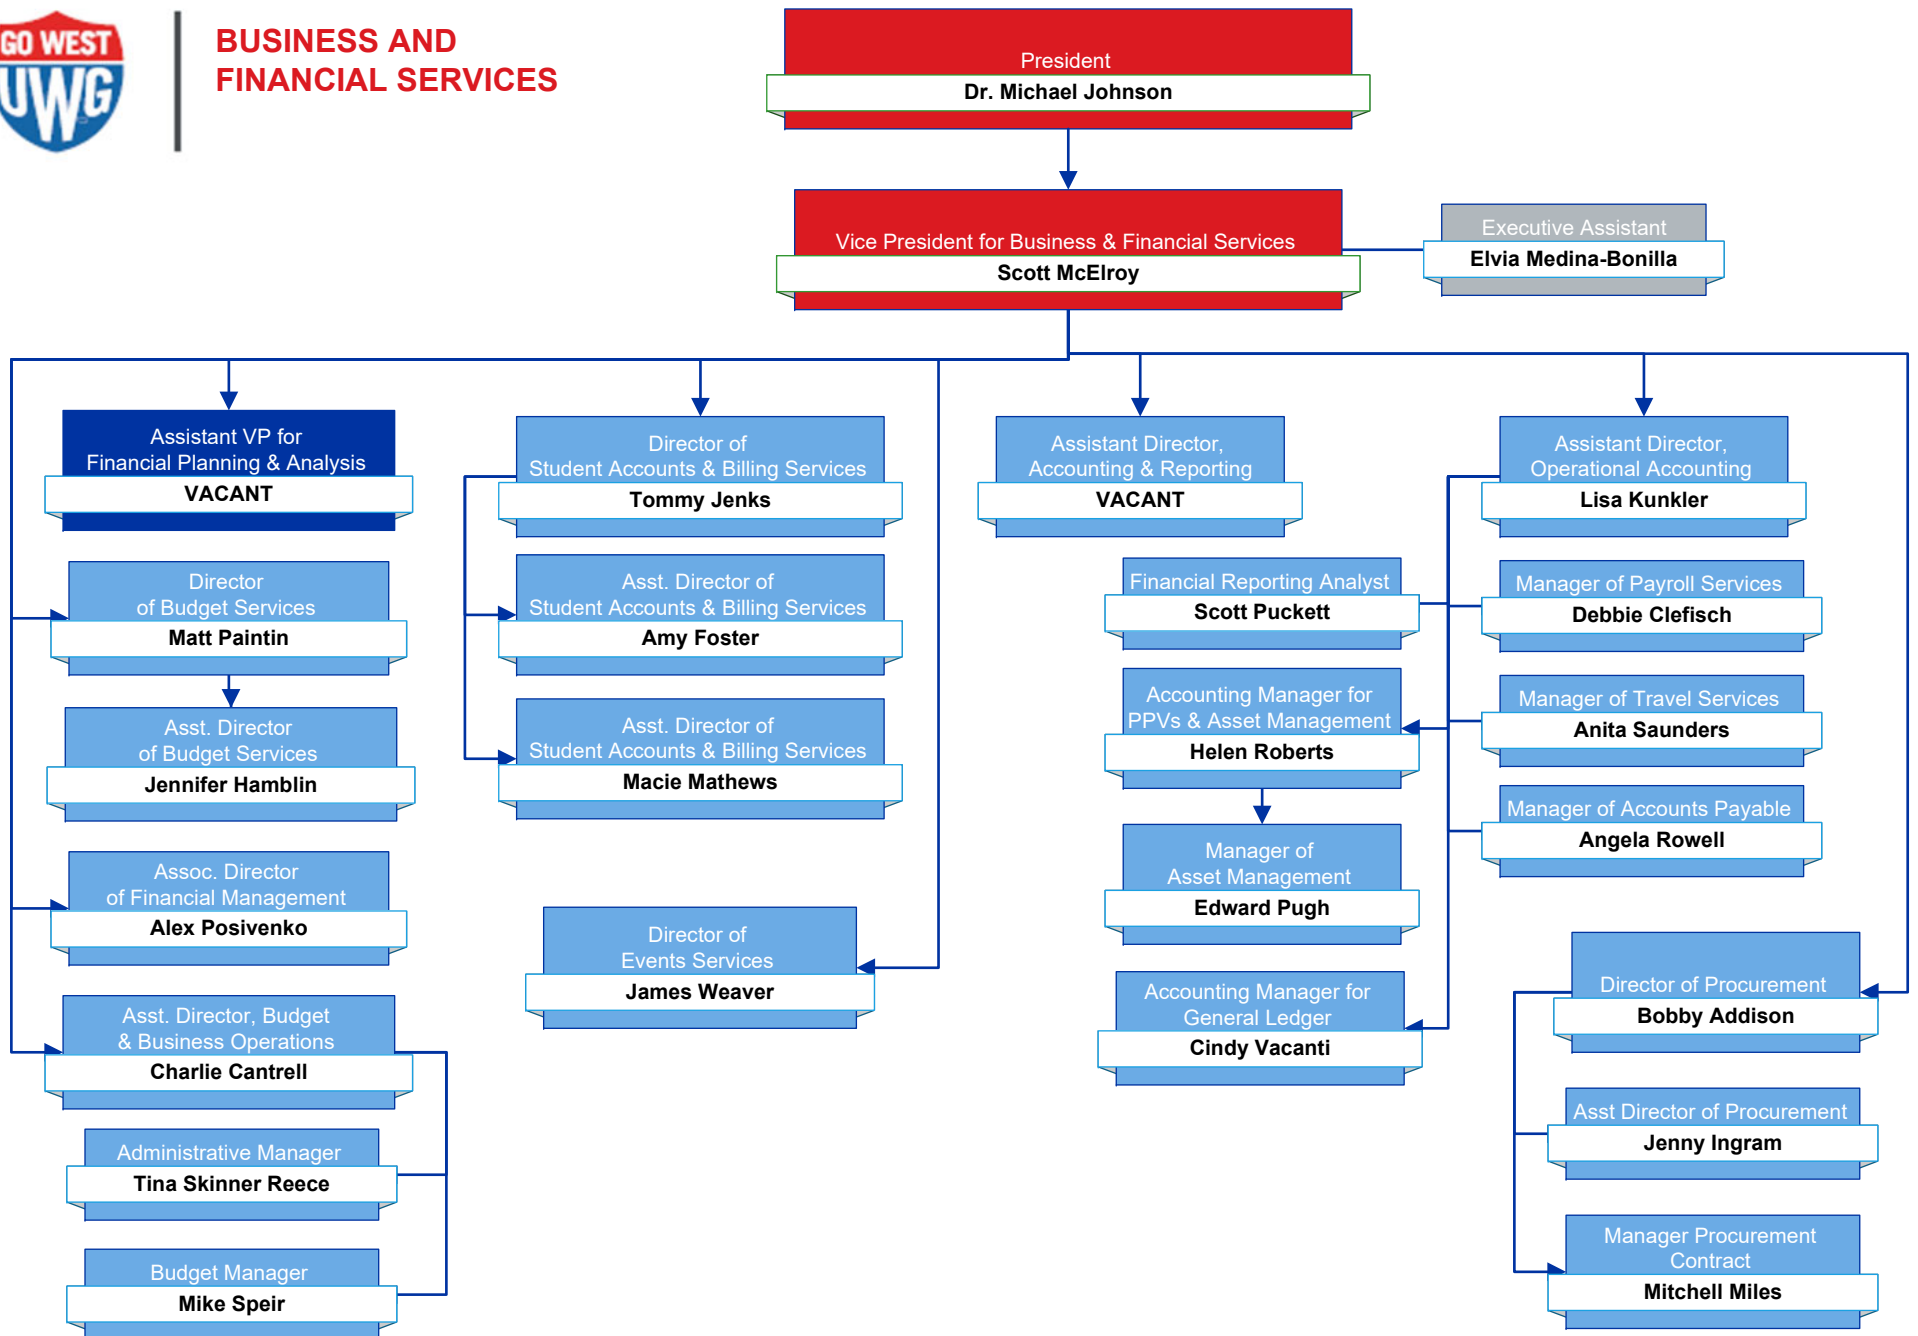 GO WEST
UWG
BUSINESS AND
FINANCIAL SERVICES
President
Dr. Michael Johnson
Vice President for Business & Financial Services
Scott McElroy
Executive Assistant
Elvia Medina-Bonilla
Assistant VP for
Financial Planning & Analysis
VACANT
Director
of Budget Services
Matt Paintin
Asst. Director
of Budget Services
Jennifer Hamblin
Assoc. Director
of Financial Management
Alex Posivenko
Asst. Director, Budget
& Business Operations
Charlie Cantrell
Administrative Manager
Tina Skinner Reece
Budget Manager
Mike Speir
Director of
Student Accounts & Billing Services
Tommy Jenks
Asst. Director of
Student Accounts & Billing Services
Amy Foster
Asst. Director of
Student Accounts & Billing Services
Macie Mathews
Director of
Events Services
James Weaver
Assistant Director,
Accounting & Reporting
VACANT
Financial Reporting Analyst
Scott Puckett
Accounting Manager for
PPVs & Asset Management
Helen Roberts
Manager of
Asset Management
Edward Pugh
Accounting Manager for
General Ledger
Cindy Vacanti
Assistant Director,
Operational Accounting
Lisa Kunkler
Manager of Payroll Services
Debbie Clefisch
Manager of Travel Services
Anita Saunders
Manager of Accounts Payable
Angela Rowell
Director of Procurement
Bobby Addison
Asst Director of Procurement
Jenny Ingram
Manager Procurement
Contract
Mitchell Miles